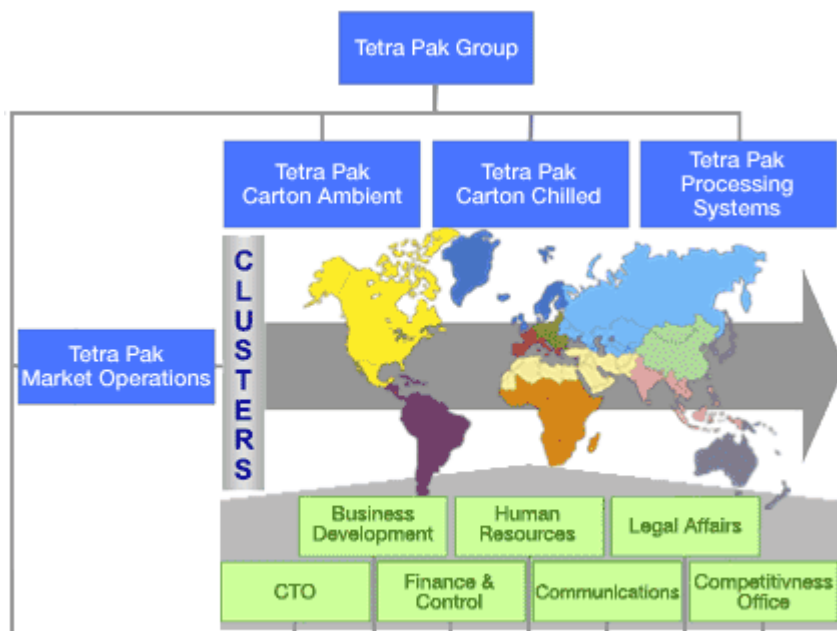 Tetra Pak Group
Tetra Pak
Carton Ambient
Tetra Pak
Carton Chilled
Tetra Pak
Processing
Systems
CLUSTERS
Tetra Pak
Market Operations
Business
Development
Human
Resources
Legal Affairs
CTO
Finance &
Control
Communications
Competitivness
Office